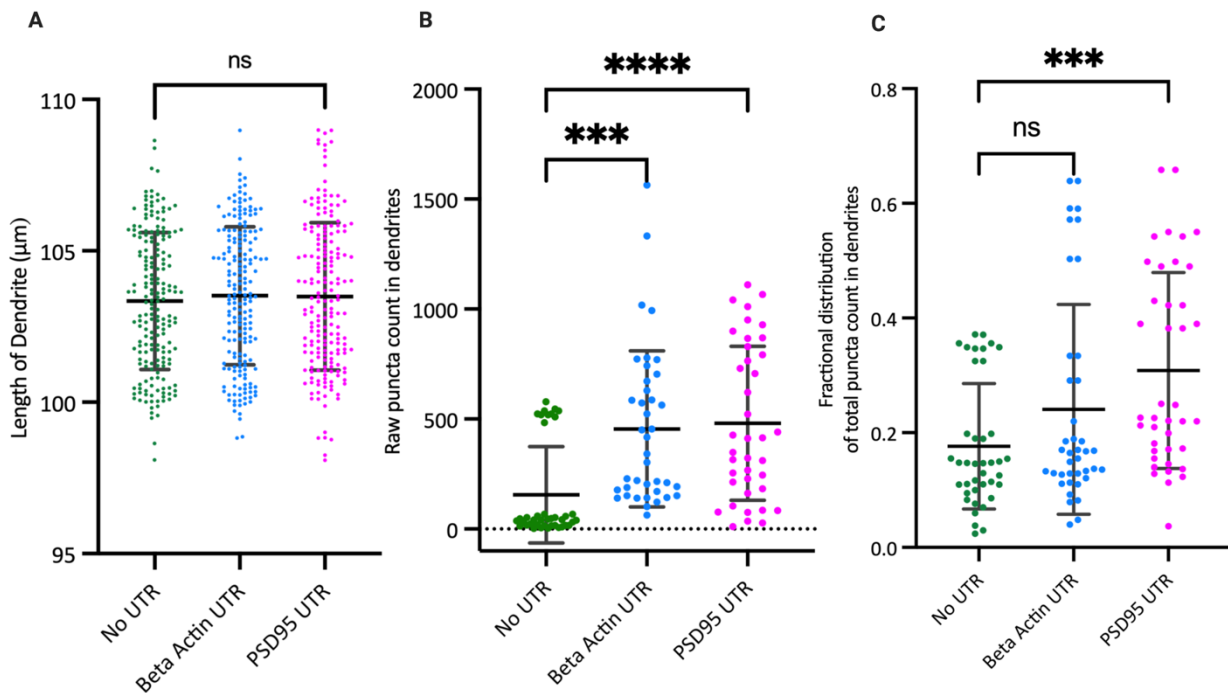 A
ns
110
105
100
95
Length of Dendrite (µm)
No UTR
Beta Actin UTR
PSD95 UTR
B
****
***
2000
1500
1000
500
0
Raw puncta count in dendrites
No UTR
Beta Actin UTR
PSD95 UTR
C
***
ns
0.8
0.6
0.4
0.2
0.0
Fractional distribution
of total puncta count in dendrites
No UTR
Beta Actin UTR
PSD95 UTR